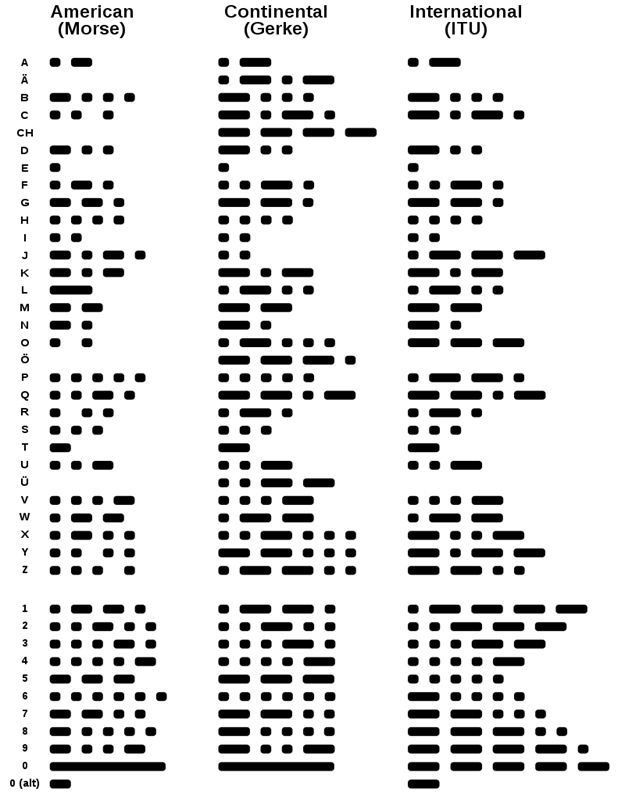 American Continental International
(Morse) (Gerke) (ITU)
A
Ä
B
C
CH
D
E
F
G
H
I
J
K
L
M
N
O
Ö
P
Q
R
S
T
U
Ü
V
W
X
Y
Z
1
2
3
4
5
6
7
8
9
0
0 (alt)